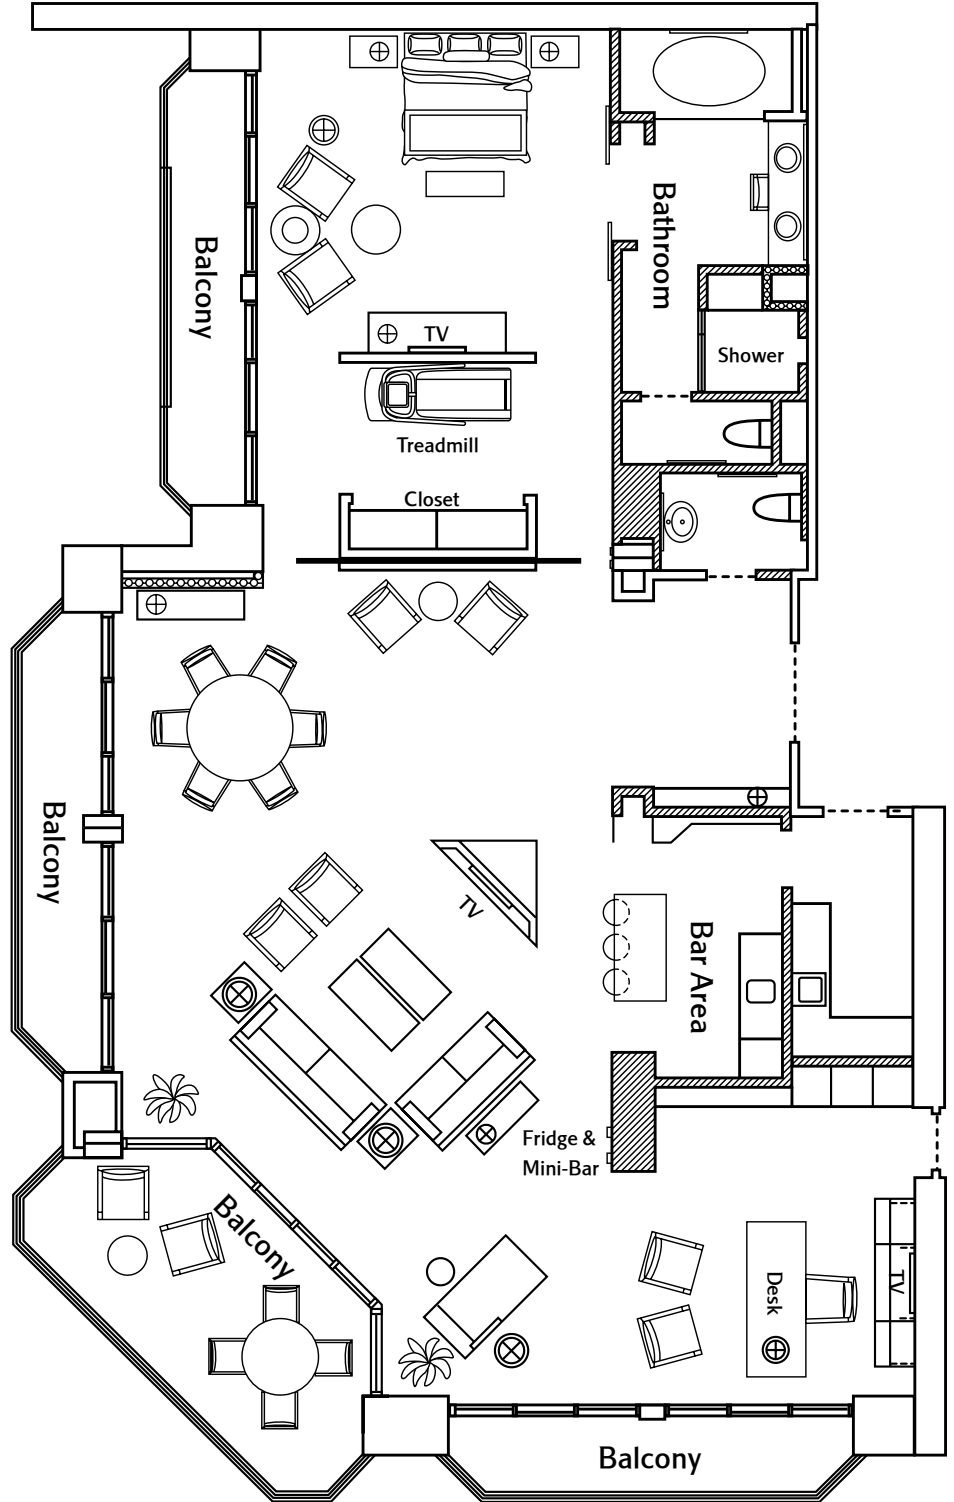 Balcony
Bathroom
TV
Shower
Treadmill
Closet
Balcony
TV
Bar Area
Fridge &
Mini-Bar
Balcony
Desk
TV
Balcony